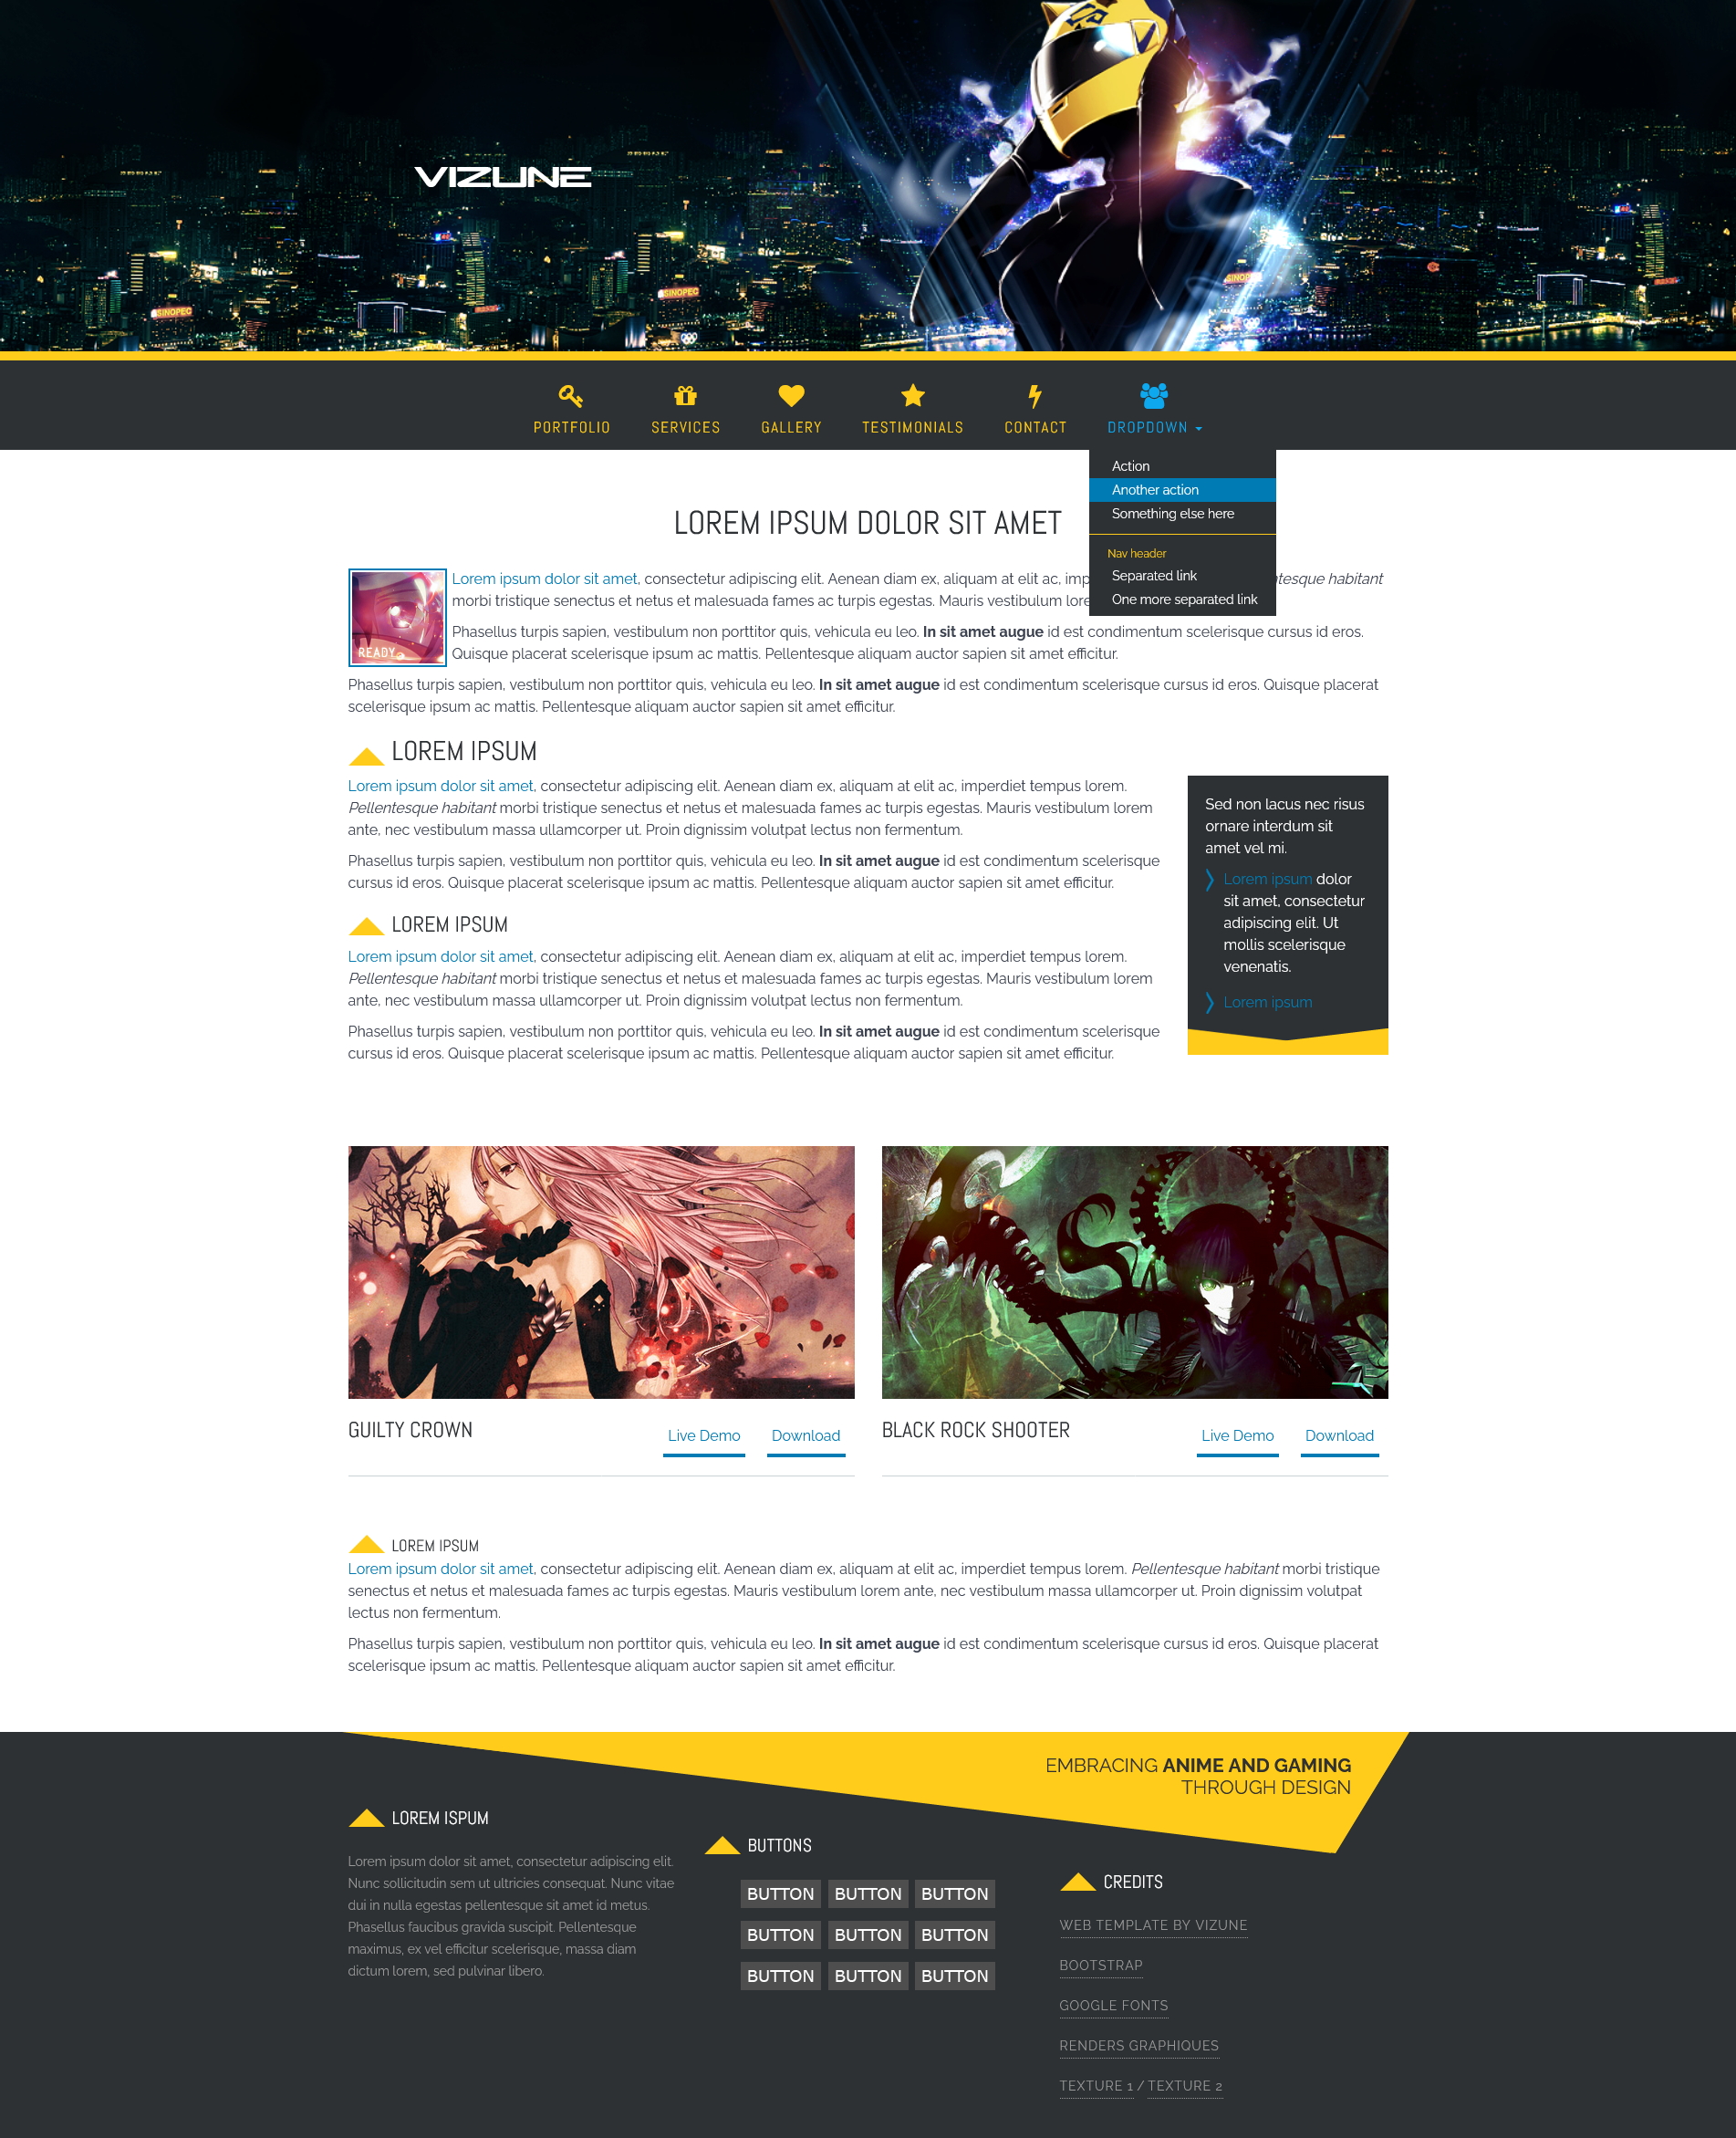 VIZUNE
SINOPEC
SINOPEC
SINOPEC
PORTFOLIO
SERVICES
GALLERY
TESTIMONIALS
CONTACT
DROPDOWN
Action
Another action
Something else here
Nav header
Separated link
One more separated link
LOREM IPSUM DOLOR SIT AMET
READY
Lorem ipsum dolor sit amet, consectetur adipiscing elit. Aenean diam ex, aliquam at elit ac, imp tesque habitant
morbi tristique senectus et netus et malesuada fames ac turpis egestas. Mauris vestibulum lore
Phasellus turpis sapien, vestibulum non porttitor quis, vehicula eu leo. In sit amet augue id est condimentum scelerisque cursus id eros.
Quisque placerat scelerisque ipsum ac mattis. Pellentesque aliquam auctor sapien sit amet efficitur.
Phasellus turpis sapien, vestibulum non porttitor quis, vehicula eu leo. In sit amet augue id est condimentum scelerisque cursus id eros. Quisque placerat
scelerisque ipsum ac mattis. Pellentesque aliquam auctor sapien sit amet efficitur.
LOREM IPSUM
Lorem ipsum dolor sit amet, consectetur adipiscing elit. Aenean diam ex, aliquam at elit ac, imperdiet tempus lorem.
Pellentesque habitant morbi tristique senectus et netus et malesuada fames ac turpis egestas. Mauris vestibulum lorem
ante, nec vestibulum massa ullamcorper ut. Proin dignissim volutpat lectus non fermentum.
Phasellus turpis sapien, vestibulum non porttitor quis, vehicula eu leo. In sit amet augue id est condimentum scelerisque
cursus id eros. Quisque placerat scelerisque ipsum ac mattis. Pellentesque aliquam auctor sapien sit amet efficitur.
LOREM IPSUM
Lorem ipsum dolor sit amet, consectetur adipiscing elit. Aenean diam ex, aliquam at elit ac, imperdiet tempus lorem.
Pellentesque habitant morbi tristique senectus et netus et malesuada fames ac turpis egestas. Mauris vestibulum lorem
ante, nec vestibulum massa ullamcorper ut. Proin dignissim volutpat lectus non fermentum.
Phasellus turpis sapien, vestibulum non porttitor quis, vehicula eu leo. In sit amet augue id est condimentum scelerisque
cursus id eros. Quisque placerat scelerisque ipsum ac mattis. Pellentesque aliquam auctor sapien sit amet efficitur.
Sed non lacus nec risus
ornare interdum sit
amet vel mi.
Lorem ipsum dolor
sit amet, consectetur
adipiscing elit. Ut
mollis scelerisque
venenatis.
Lorem ipsum
GUILTY CROWN
Live Demo
Download
BLACK ROCK SHOOTER
Live Demo
Download
LOREM IPSUM
Lorem ipsum dolor sit amet, consectetur adipiscing elit. Aenean diam ex, aliquam at elit ac, imperdiet tempus lorem. Pellentesque habitant morbi tristique
senectus et netus et malesuada fames ac turpis egestas. Mauris vestibulum lorem ante, nec vestibulum massa ullamcorper ut. Proin dignissim volutpat
lectus non fermentum.
Phasellus turpis sapien, vestibulum non porttitor quis, vehicula eu leo. In sit amet augue id est condimentum scelerisque cursus id eros. Quisque placerat
scelerisque ipsum ac mattis. Pellentesque aliquam auctor sapien sit amet efficitur.
EMBRACING ANIME AND GAMING
THROUGH DESIGN
LOREM ISPUM
Lorem ipsum dolor sit amet, consectetur adipiscing elit.
Nunc sollicitudin sem ut ultricies consequat. Nunc vitae
dui in nulla egestas pellentesque sit amet id metus.
Phasellus faucibus gravida suscipit. Pellentesque
maximus, ex vel efficitur scelerisque, massa diam
dictum lorem, sed pulvinar libero.
BUTTONS
BUTTON BUTTON BUTTON
BUTTON BUTTON BUTTON
BUTTON BUTTON BUTTON
CREDITS
WEB TEMPLATE BY VIZUNE
BOOTSTRAP
GOOGLE FONTS
RENDERS GRAPHIQUES
TEXTURE 1 / TEXTURE 2